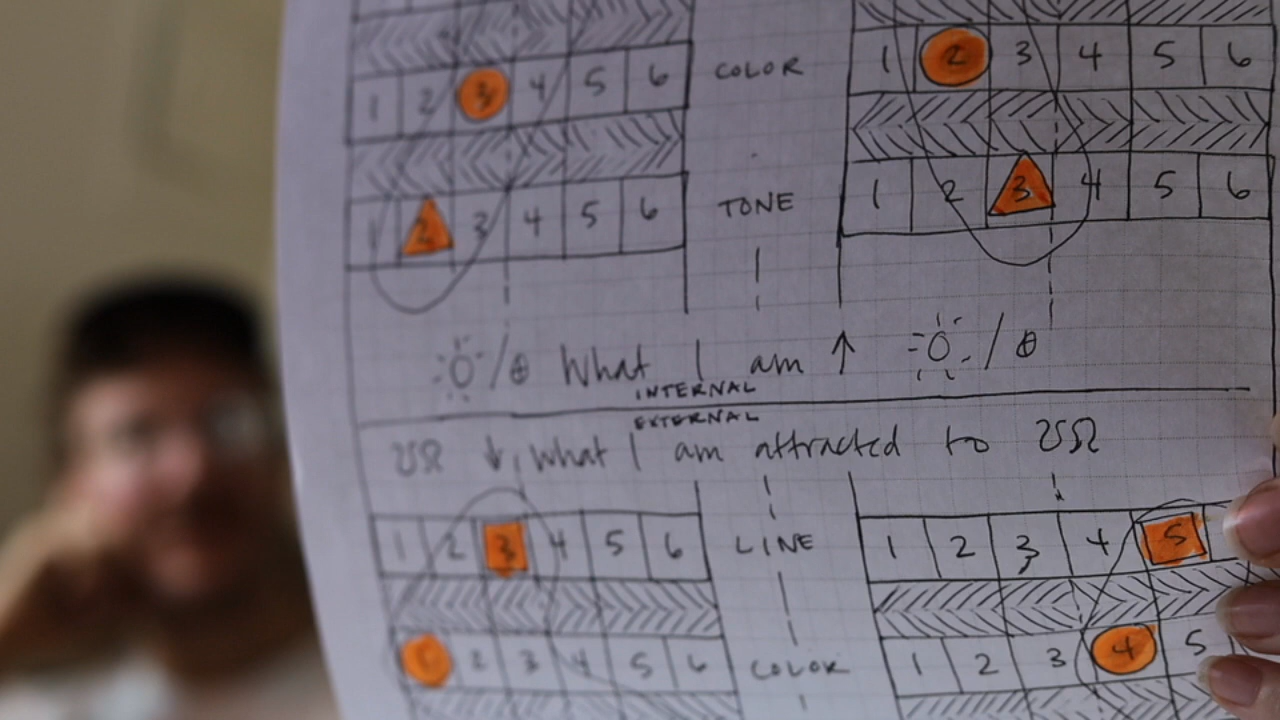 1 2 3 4 5 6 COLOR 1 2 3 4 5 6
1 2 3 4 5 6 TONE 1 2 3 4 5 6
What I am ↑
INTERNAL
EXTERNAL
↓ What I am attracted to
1 2 3 4 5 6 LINE 1 2 3 4 5
1 2 3 4 5 6 COLOR 1 2 3 4 5